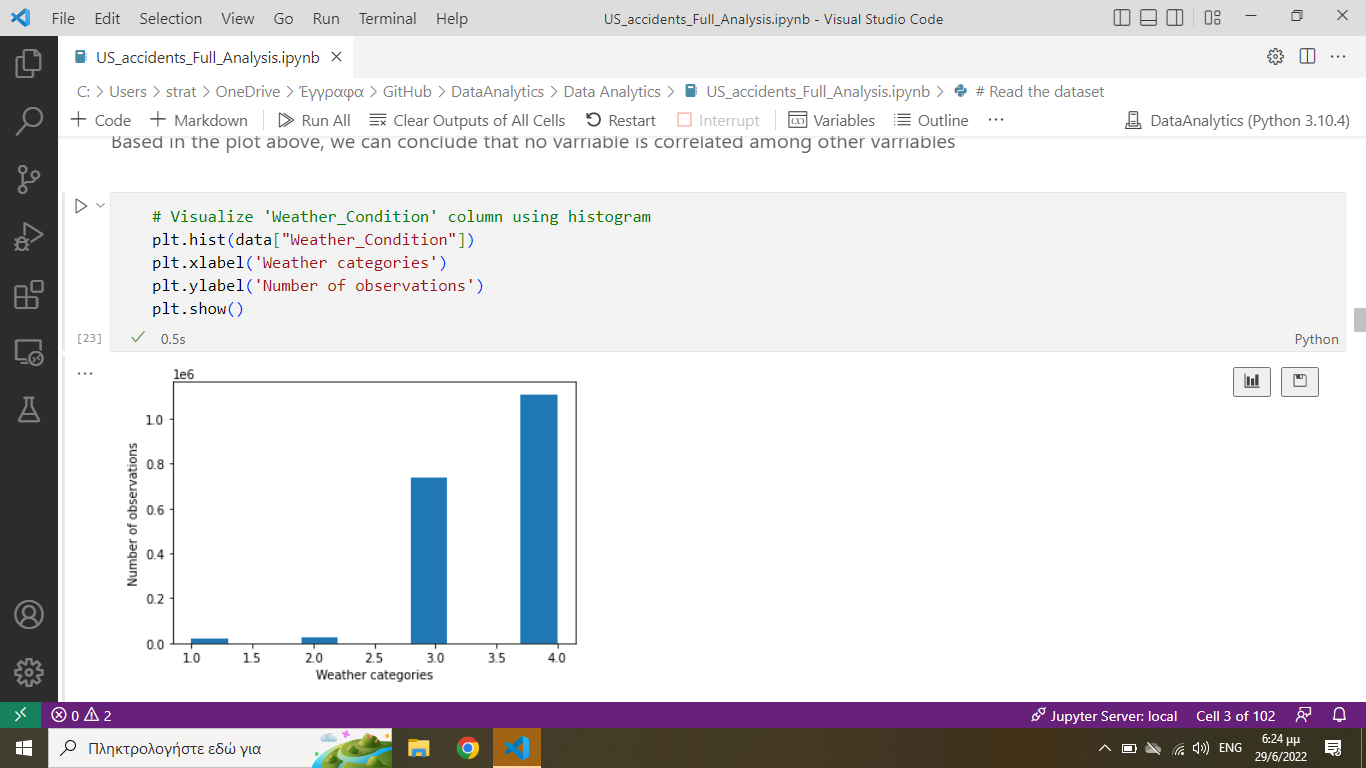 File Edit Selection View Go Run Terminal Help US_accidents_Full_Analysis.ipynb - Visual Studio Code
US_accidents_Full_Analysis.ipynb
C: > Users > strat > OneDrive > Έγγραφα > GitHub > DataAnalytics > Data Analytics > US_accidents_Full_Analysis.ipynb > # Read the dataset
+ Code + Markdown Run All Clear Outputs of All Cells Restart Interrupt Variables Outline ... DataAnalytics (Python 3.10.4)
Based in the plot above, we can conclude that no varriable is correlated among other varriables
# Visualize 'Weather_Condition' column using histogram
plt.hist(data["Weather_Condition"])
plt.xlabel('Weather categories')
plt.ylabel('Number of observations')
plt.show()
[23] 0.5s Python
1e6
1.0
0.8
0.6
0.4
0.2
0.0
Number of observations
1.0 1.5 2.0 2.5 3.0 3.5 4.0
Weather categories
0 2 Jupyter Server: local Cell 3 of 102
Πληκτρολογήστε εδώ για ENG 6:24 μμ
29/6/2022